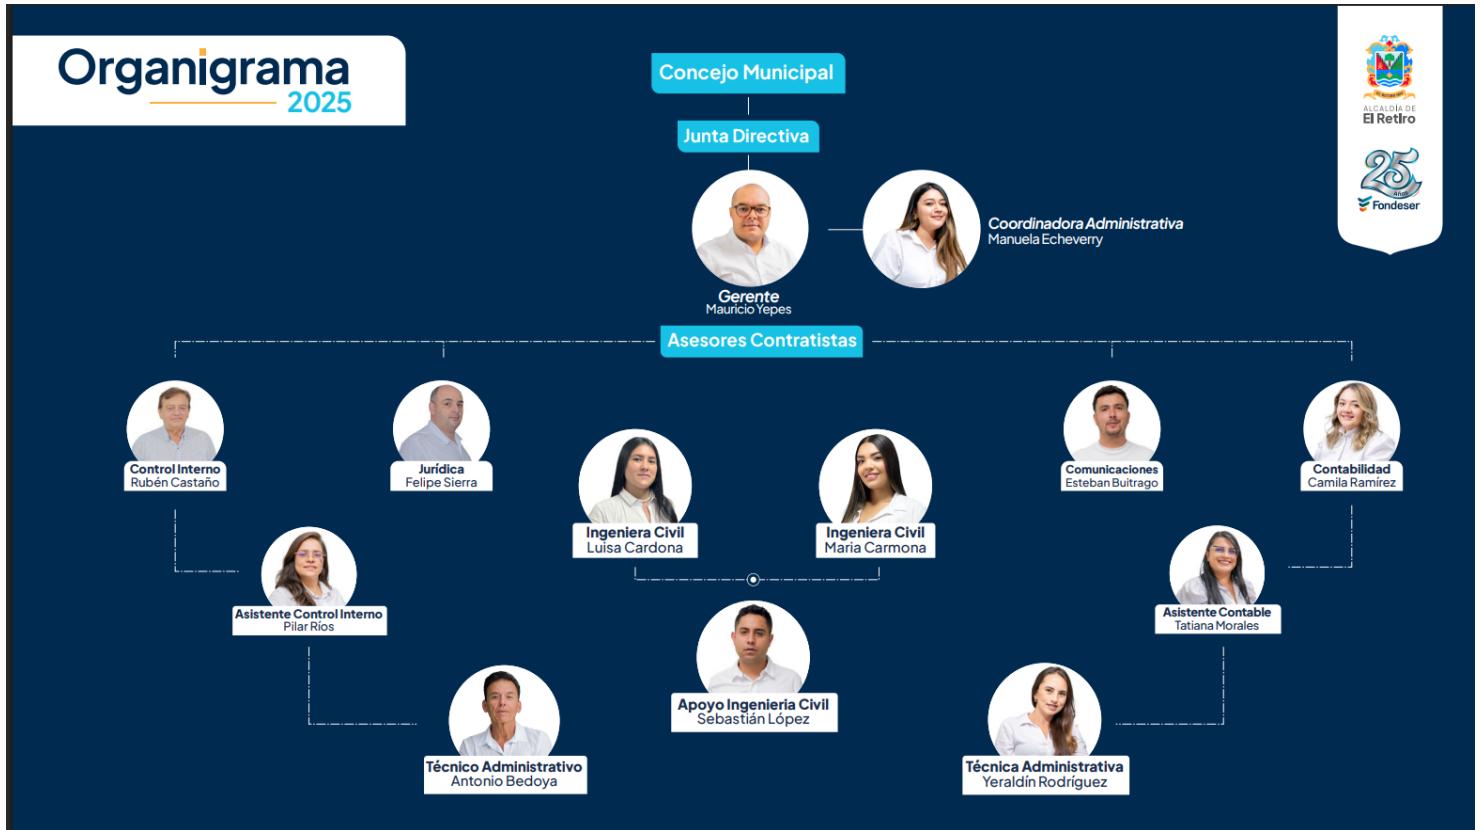 Organigrama
2025
Concejo Municipal
Junta Directiva
ALCALDÍA DE
El Retiro
25
Años
Fondeser
Coordinadora Administrativa
Manuela Echeverry
Gerente
Mauricio Yepes
Asesores Contratistas
Control Interno
Rubén Castaño
Jurídica
Felipe Sierra
Comunicaciones
Esteban Buitrago
Contabilidad
Camila Ramírez
Ingeniera Civil
Luisa Cardona
Ingeniera Civil
Maria Carmona
Asistente Control Interno
Pilar Ríos
Asistente Contable
Tatiana Morales
Apoyo Ingenieria Civil
Sebastián López
Técnico Administrativo
Antonio Bedoya
Técnica Administrativa
Yeraldín Rodríguez